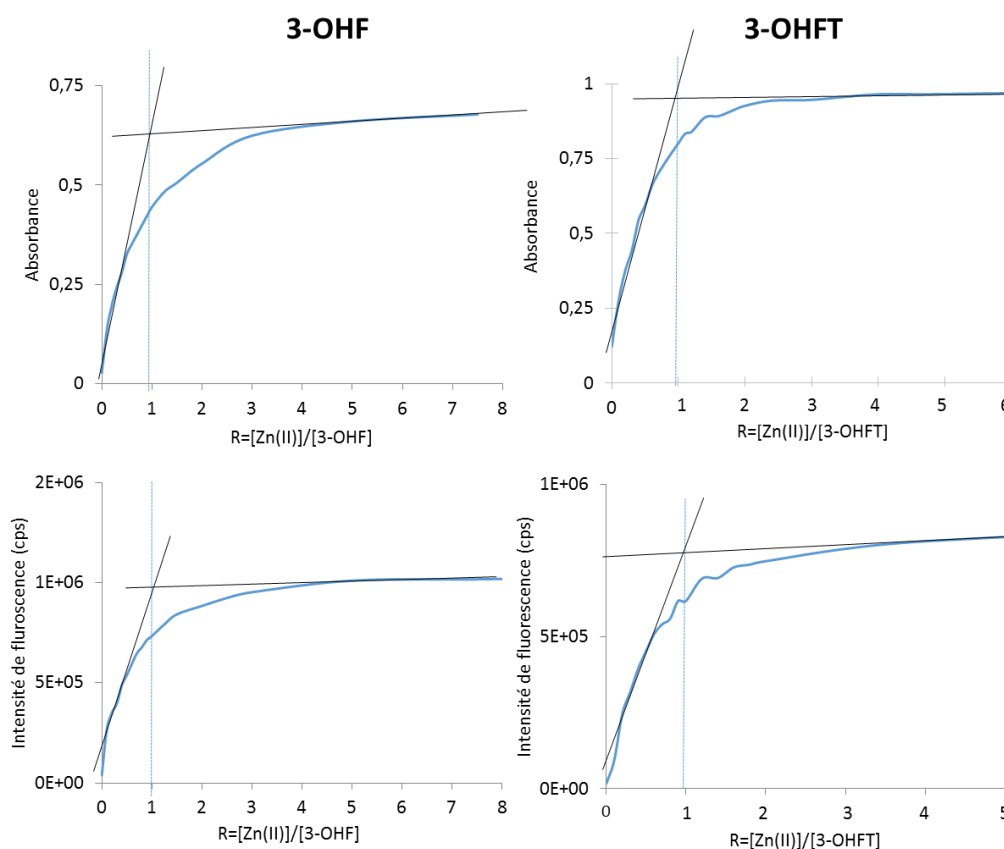 3-OHF
0,75
0,5
0,25
0
Absorbance
0 1 2 3 4 5 6 7 8
R=[Zn(II)]/[3-OHF]
3-OHFT
1
0,75
0,5
0,25
0
Absorbance
0 1 2 3 4 5 6
R=[Zn(II)]/[3-OHFT]
2E+06
1E+06
5E+05
0E+00
Intensité de fluroscence (cps)
0 1 2 3 4 5 6 7 8
R=[Zn(II)]/[3-OHF]
1E+06
5E+05
0E+00
Intensité de fluorescence (cps)
0 1 2 3 4 5
R=[Zn(II)]/[3-OHFT]